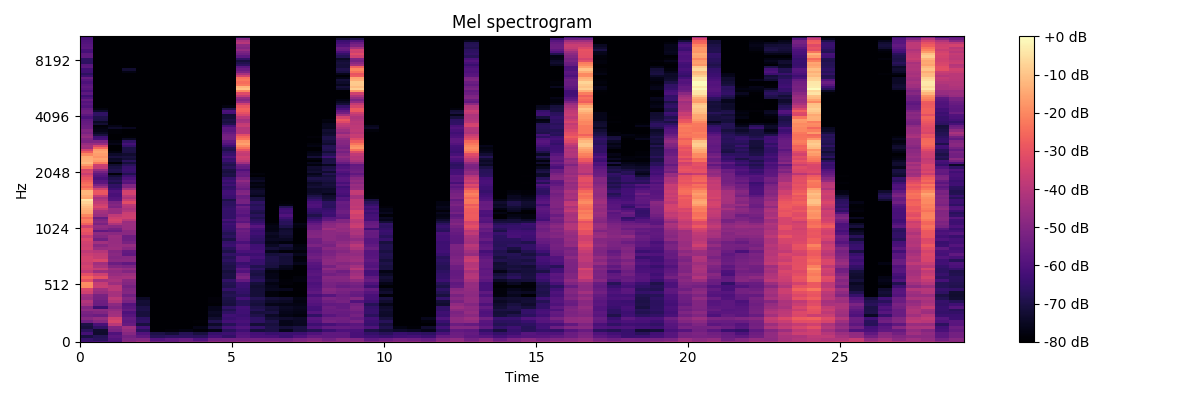 Mel spectrogram
8192
4096
2048
1024
512
0
Hz
0 5 10 15 20 25
Time
+0 dB
-10 dB
-20 dB
-30 dB
-40 dB
-50 dB
-60 dB
-70 dB
-80 dB